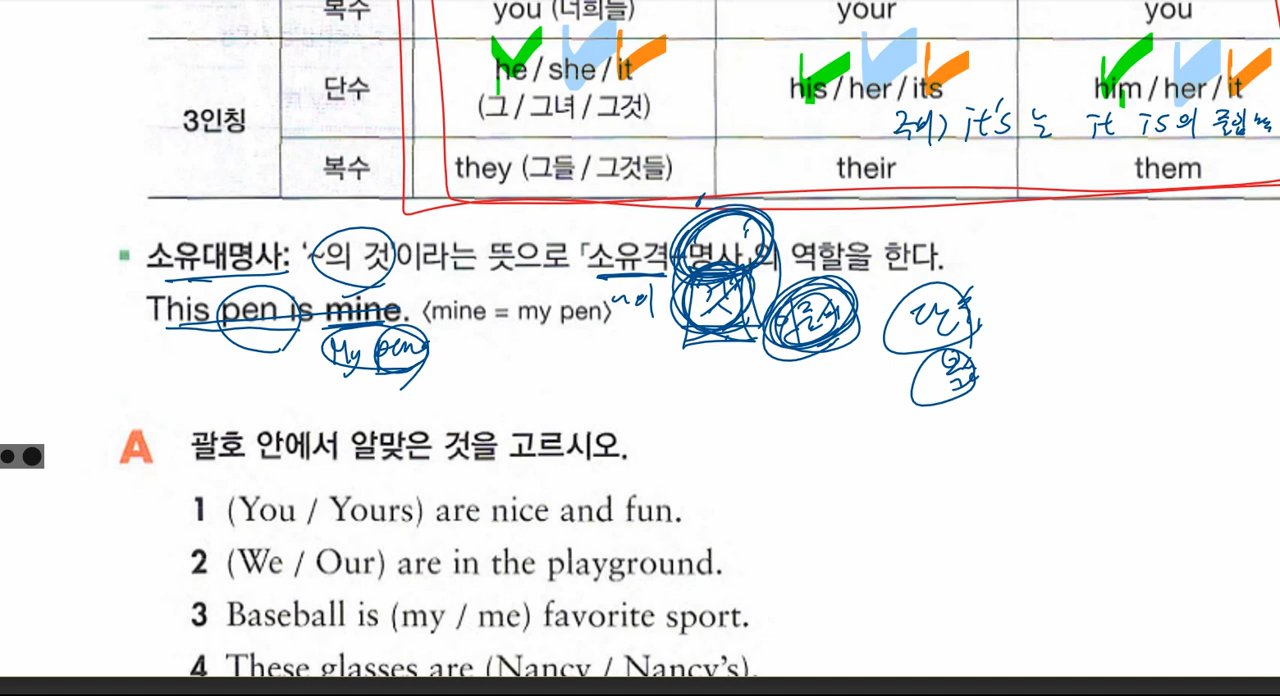 복수 you (너희들) your you
단수 he / she / it his / her / its him / her / it
3인칭 (그 / 그녀 / 그것)
it's 는 it is의
복수 they (그들 / 그것들) their them
▪ 소유대명사: '~의 것'이라는 뜻으로 「소유격+명사」의 역할을 한다.
This pen is mine. 〈mine = my pen〉
My pen
A 괄호 안에서 알맞은 것을 고르시오.
1 (You / Yours) are nice and fun.
2 (We / Our) are in the playground.
3 Baseball is (my / me) favorite sport.
4 These glasses are (Nancy / Nancy's).